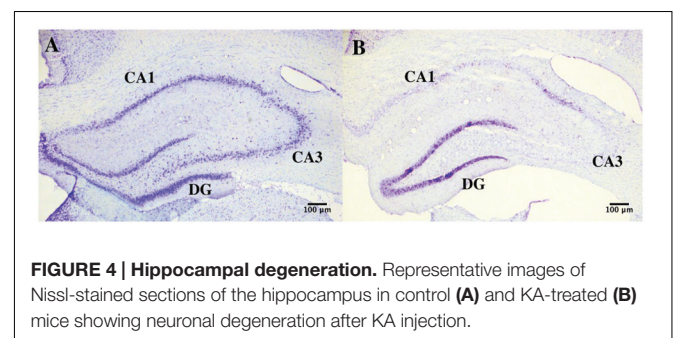 A
CA1
CA3
DG
100 µm
B
CA1
CA3
DG
100 µm
FIGURE 4 | Hippocampal degeneration. Representative images of
Nissl-stained sections of the hippocampus in control (A) and KA-treated (B)
mice showing neuronal degeneration after KA injection.